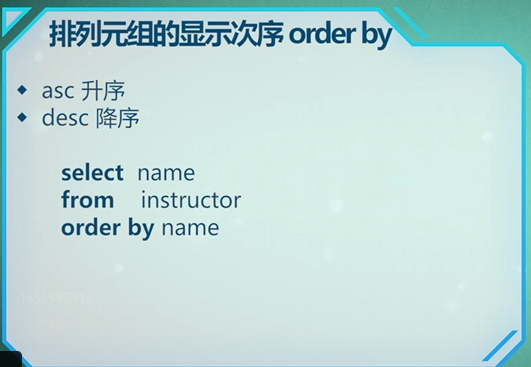 排列元组的显示次序 order by
◆ asc 升序
◆ desc 降序
select name
from instructor
order by name